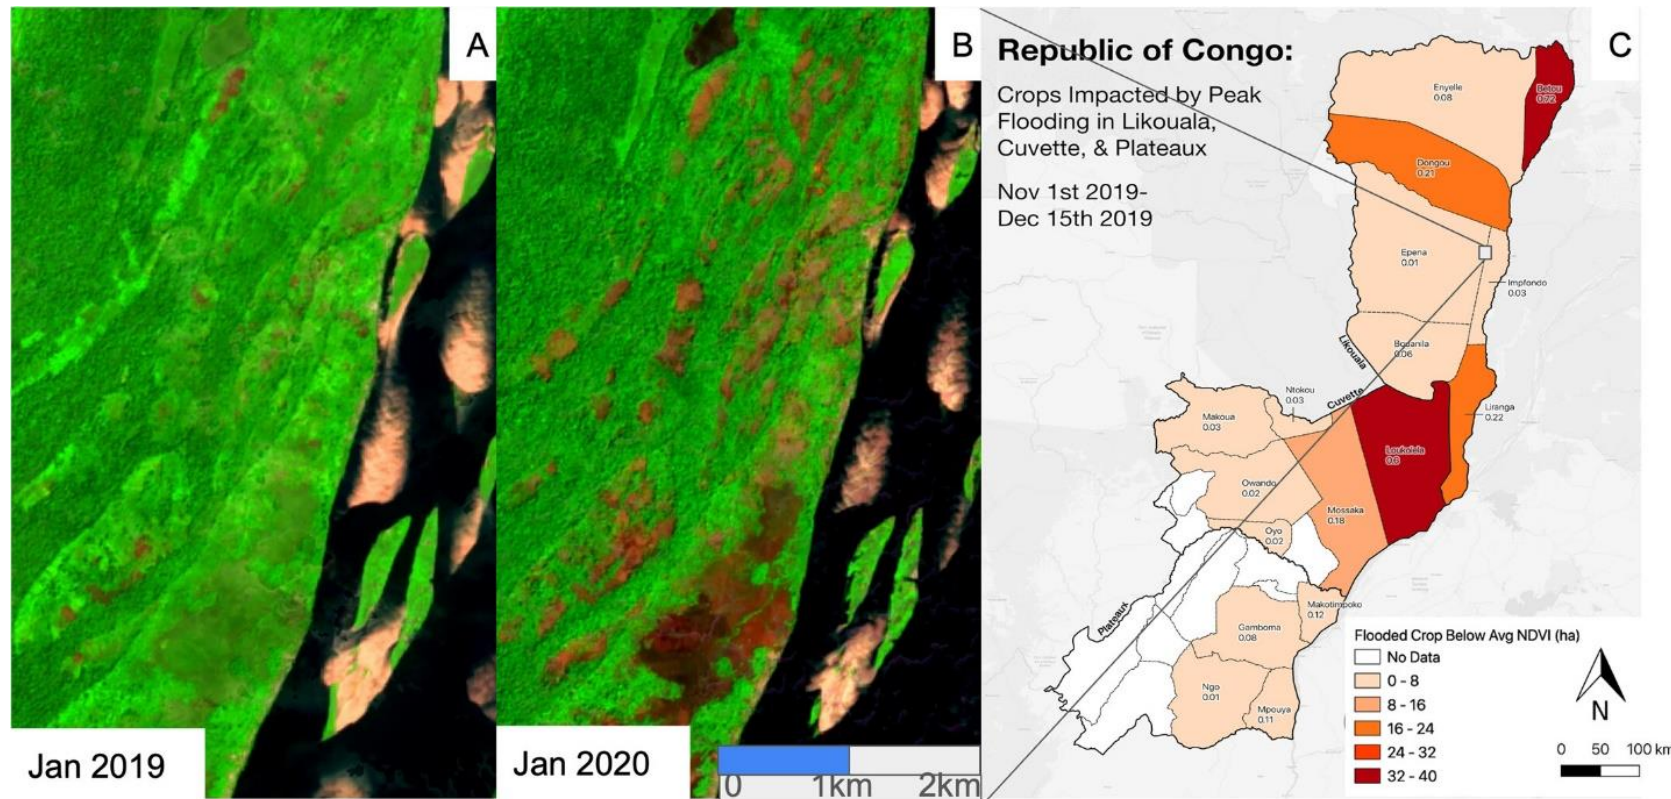 A
Jan 2019
B
Jan 2020
0 1km 2km
C
Republic of Congo:
Crops Impacted by Peak
Flooding in Likouala,
Cuvette, & Plateaux
Nov 1st 2019-
Dec 15th 2019
Enyelle
0.08
Betou
0.72
Dongou
0.21
Epena
0.01
Impfondo
0.03
Bouanila
0.06
Likouala
Cuvette
Ntokou
0.03
Makoua
0.03
Liranga
0.22
Loukolela
0.6
Owando
0.02
Mossaka
0.18
Oyo
0.02
Plateaux
Makotimpoko
0.12
Gamboma
0.08
Ngo
0.01
Mpouya
0.11
Flooded Crop Below Avg NDVI (ha)
No Data
0 - 8
8 - 16
16 - 24
24 - 32
32 - 40
N
0 50 100 km